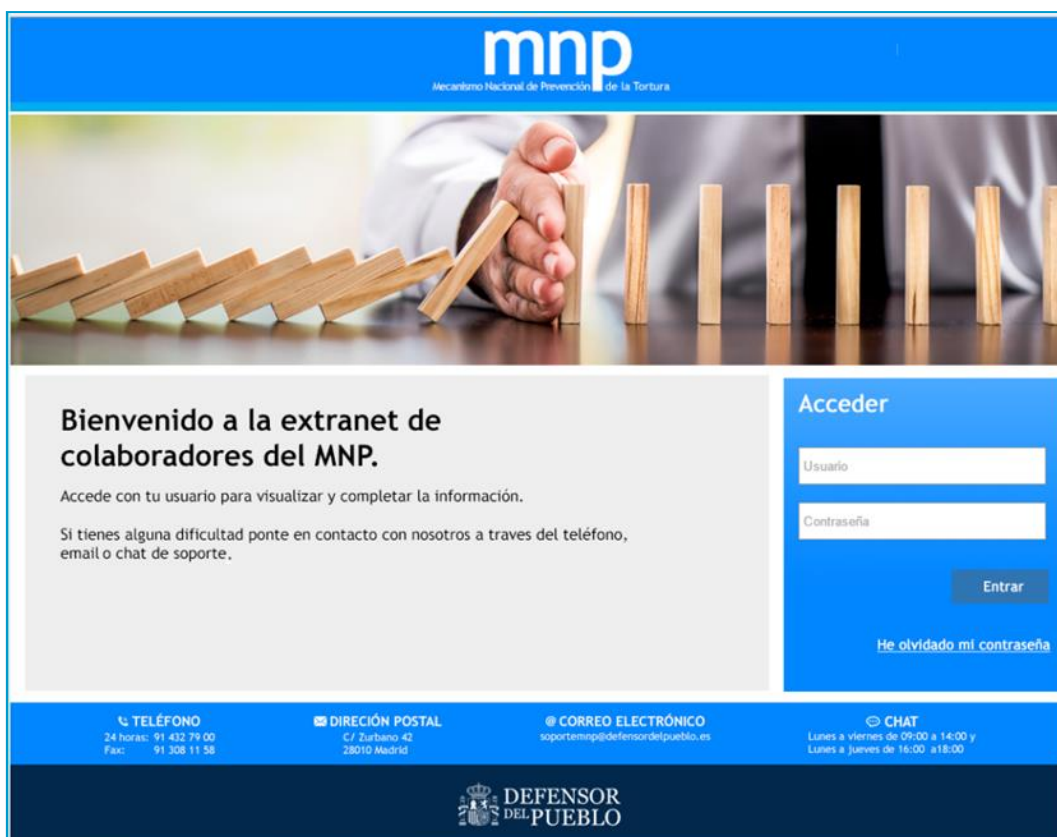 mnp
Mecanismo Nacional de Prevención de la Tortura
Bienvenido a la extranet de
colaboradores del MNP.
Accede con tu usuario para visualizar y completar la información.
Si tienes alguna dificultad ponte en contacto con nosotros a traves del teléfono,
email o chat de soporte.
Acceder
Usuario
Contraseña
Entrar
He olvidado mi contraseña
TELÉFONO
24 horas: 91 432 79 00
Fax: 91 308 11 58
DIRECIÓN POSTAL
C/ Zurbano 42
28010 Madrid
@ CORREO ELECTRÓNICO
soportemnp@defensordelpueblo.es
CHAT
Lunes a viernes de 09:00 a 14:00 y
Lunes a jueves de 16:00 a18:00
DEFENSOR
DEL PUEBLO